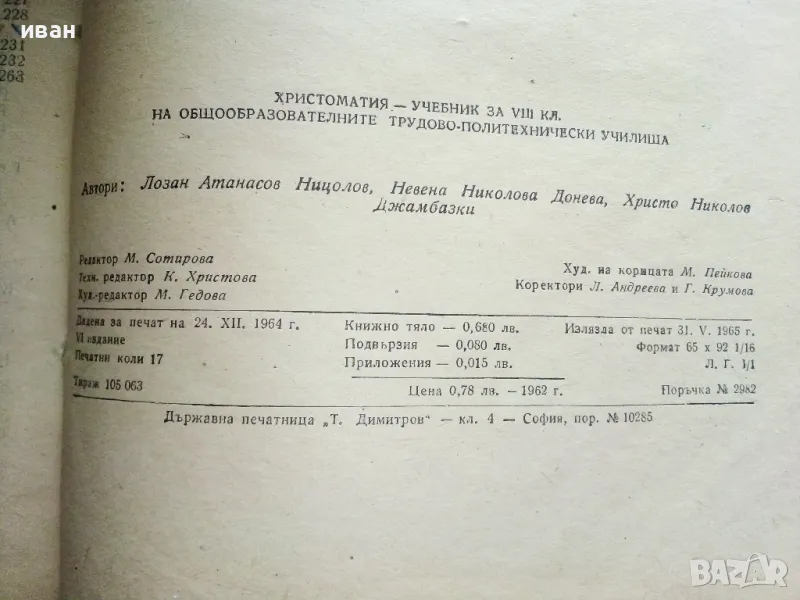 227
228
231
232
263
иван
ХРИСТОМАТИЯ — УЧЕБНИК ЗА VIII КЛ.
НА ОБЩООБРАЗОВАТЕЛНИТЕ ТРУДОВО-ПОЛИТЕХНИЧЕСКИ УЧИЛИЩА
Автори: Лозан Атанасов Ницолов, Невена Николова Донева, Христо Николов
Джамбазки
Редактор М. Сотирова
Техн. редактор К. Христова
Худ.-редактор М. Гедова
Худ. на корицата М. Пейкова
Коректори Л. Андреева и Г. Крумова
Дадена за печат на 24. XII. 1964 г.
VI издание
Печатни коли 17
Тираж 105 063
Книжно тяло — 0,680 лв.
Подвързия — 0,080 лв.
Приложения — 0,015 лв.
Цена 0,78 лв. — 1962 г.
Излязла от печат 31. V. 1965 г.
Формат 65 x 92 1/16
Л. Г. 1/1
Поръчка № 2982
Държавна печатница „Т. Димитров“ — кл. 4 — София, пор. № 10285
BAZAR